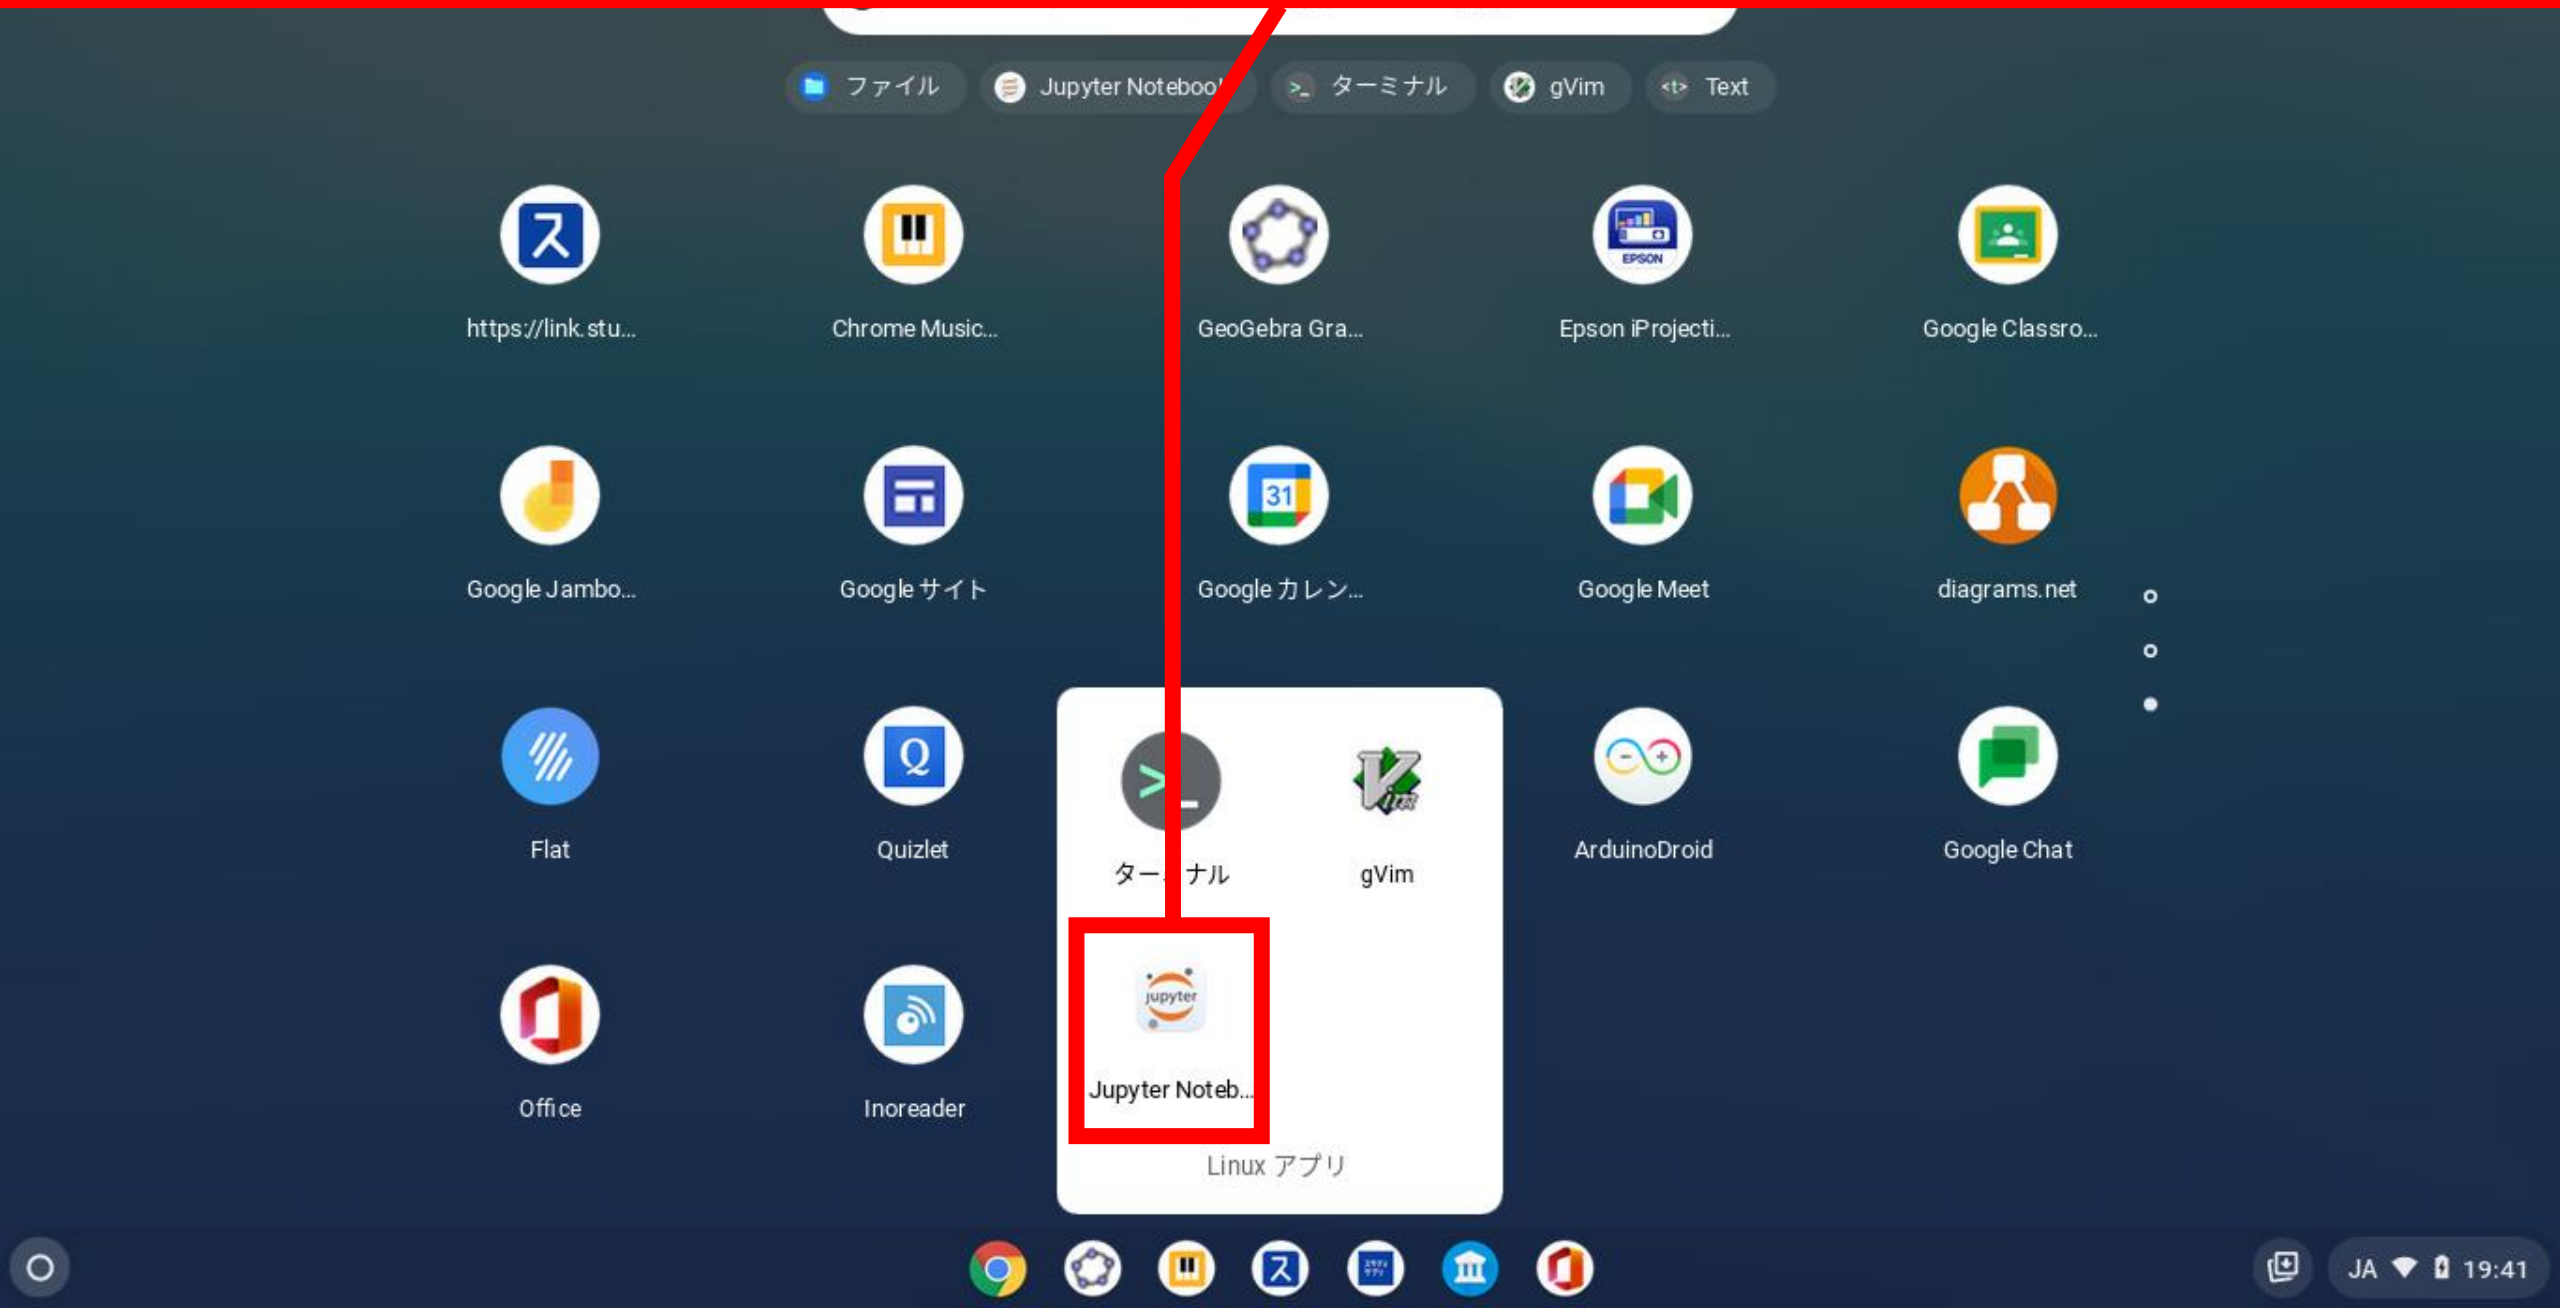 ファイル
Jupyter Noteboo
ターミナル
gVim
<t> Text
ス
EPSON
https://link.stu...
Chrome Music...
GeoGebra Gra...
Epson iProjecti...
Google Classro...
31
Google Jambo...
Google サイト
Google カレン...
Google Meet
diagrams.net
Q
>_
Vim
Flat
Quizlet
ター ナル
gVim
ArduinoDroid
Google Chat
jupyter
Office
Inoreader
Jupyter Noteb...
Linux アプリ
ス
JA
19:41